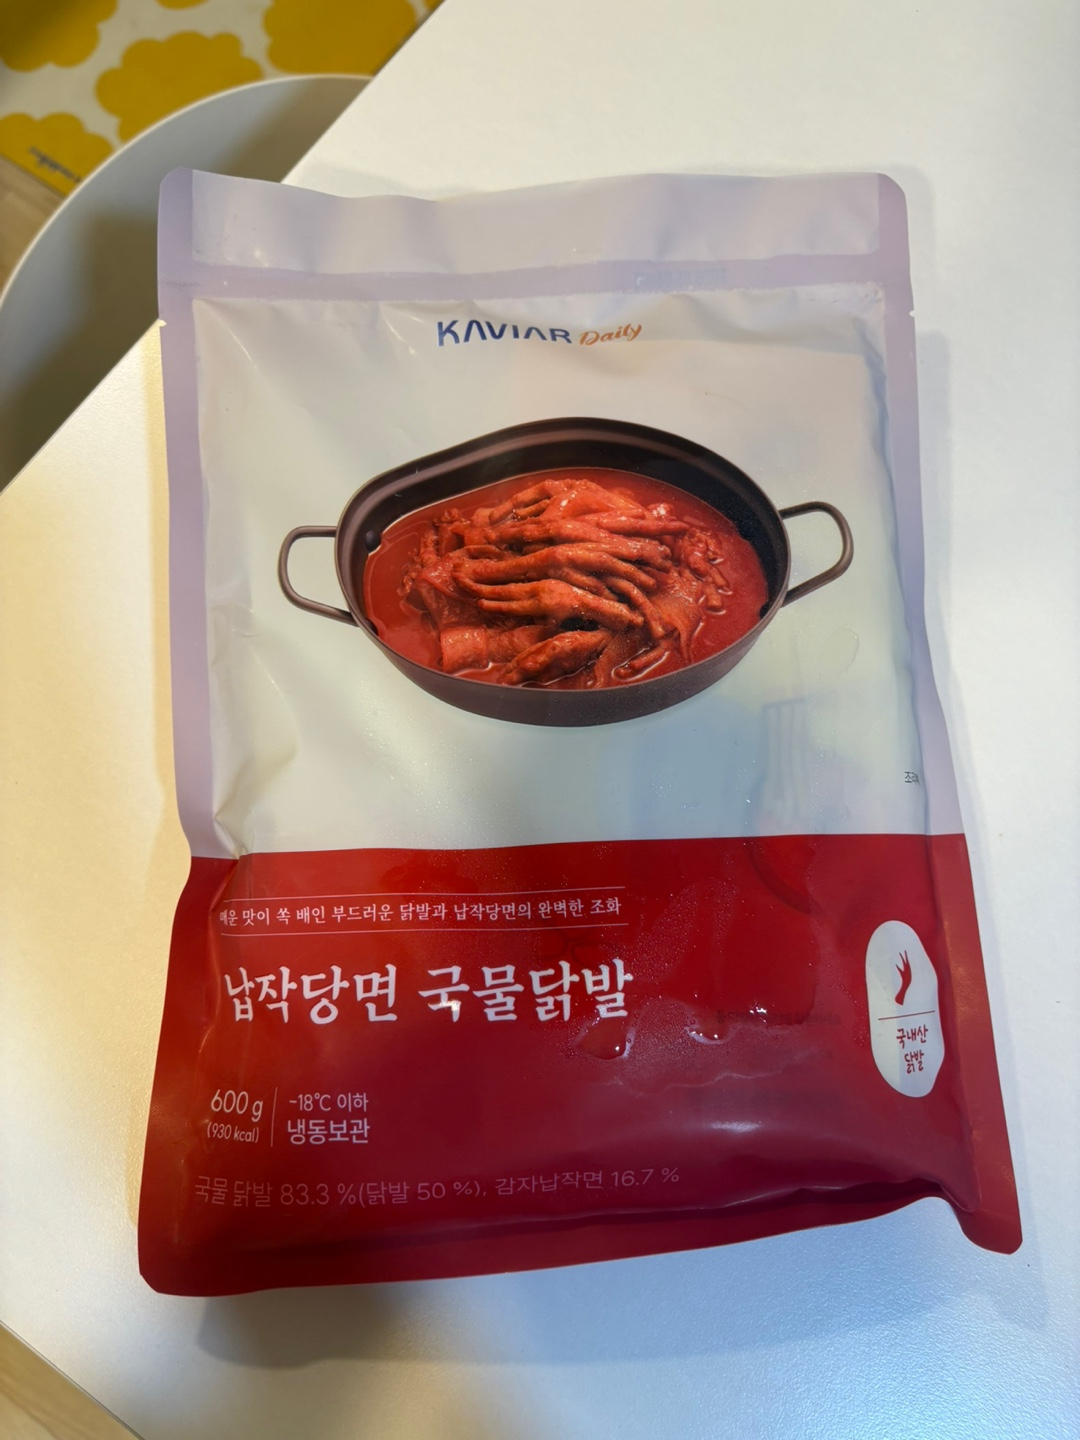 KAVIAR Daily
매운 맛이 쏙 배인 부드러운 닭발과 납작당면의 완벽한 조화
납작당면 국물닭발
국내산
닭발
600 g
(930 kcal)
-18℃ 이하
냉동보관
국물 닭발 83.3 %(닭발 50 %), 감자납작면 16.7 %